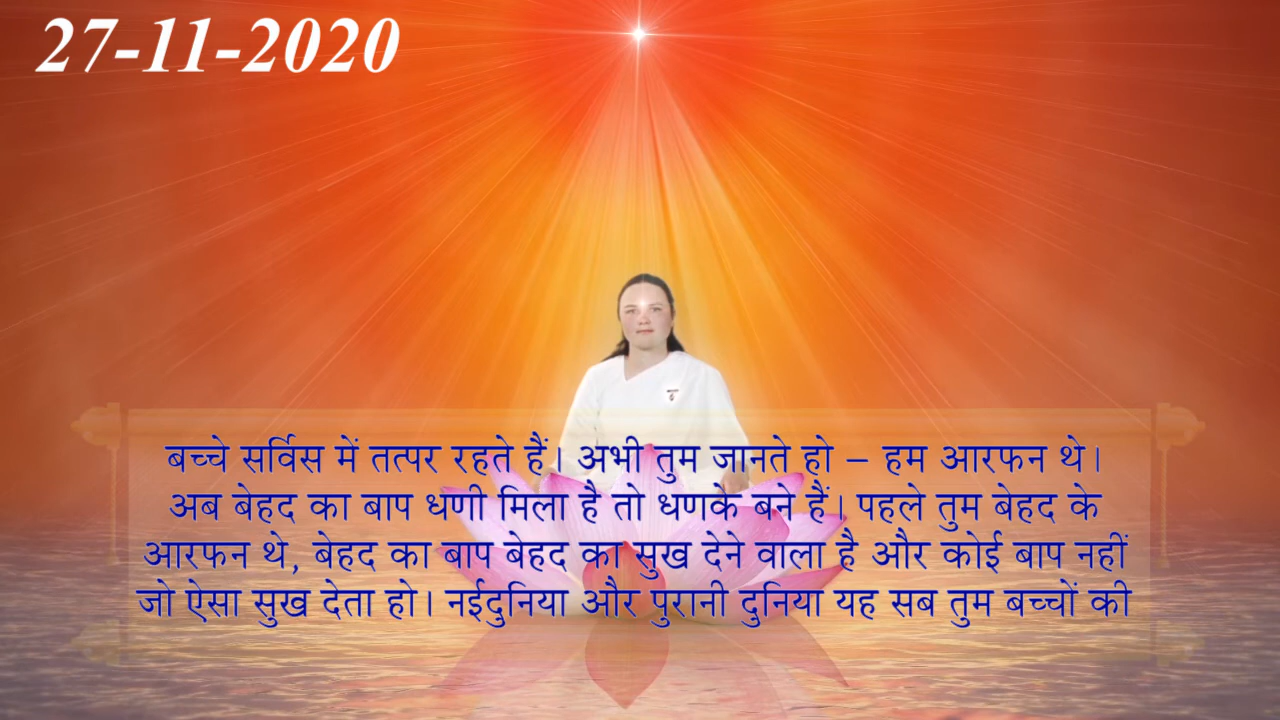 27-11-2020
बच्चे सर्विस में तत्पर रहते हैं। अभी तुम जानते हो – हम आरफन थे।
अब बेहद का बाप धणी मिला है तो धणके बने हैं। पहले तुम बेहद के
आरफन थे, बेहद का बाप बेहद का सुख देने वाला है और कोई बाप नहीं
जो ऐसा सुख देता हो। नईदुनिया और पुरानी दुनिया यह सब तुम बच्चों की